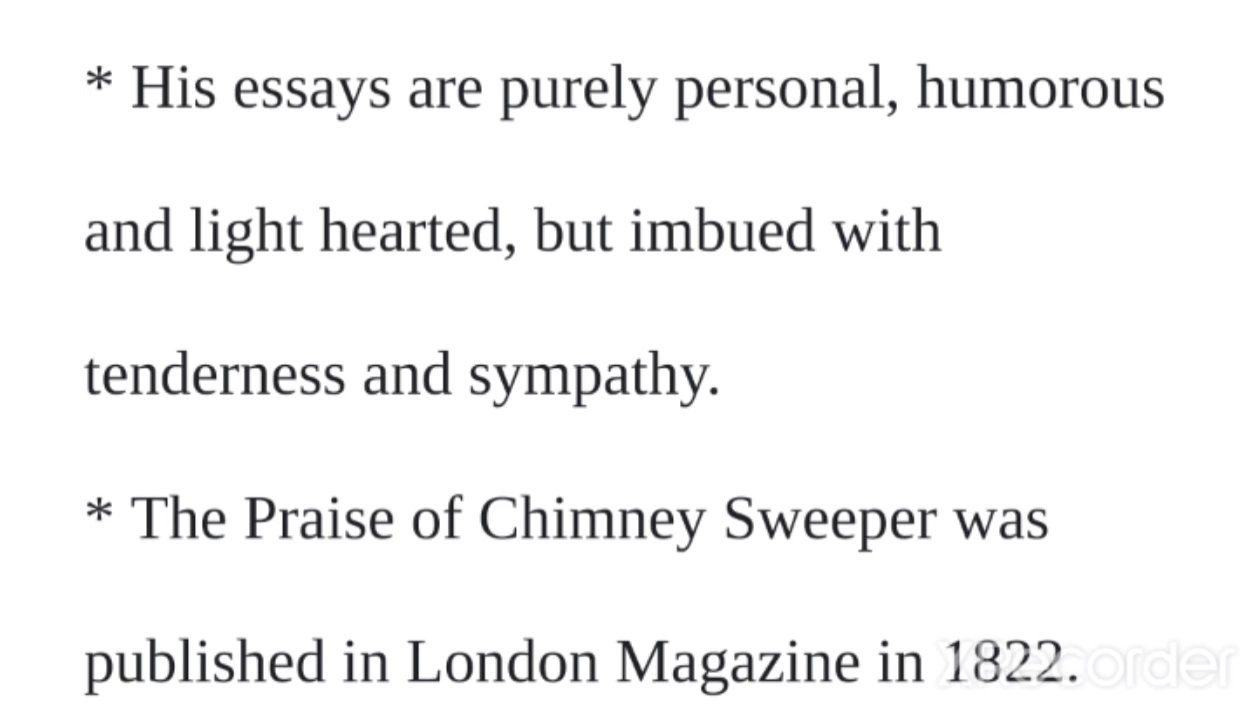 * His essays are purely personal, humorous
and light hearted, but imbued with
tenderness and sympathy.
* The Praise of Chimney Sweeper was
published in London Magazine in 1822.
XRecorder